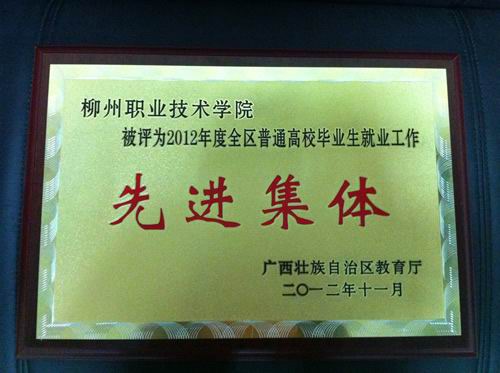 柳州职业技术学院
被评为2012年度全区普通高校毕业生就业工作
先进集体
广西壮族自治区教育厅
二〇一二年十一月